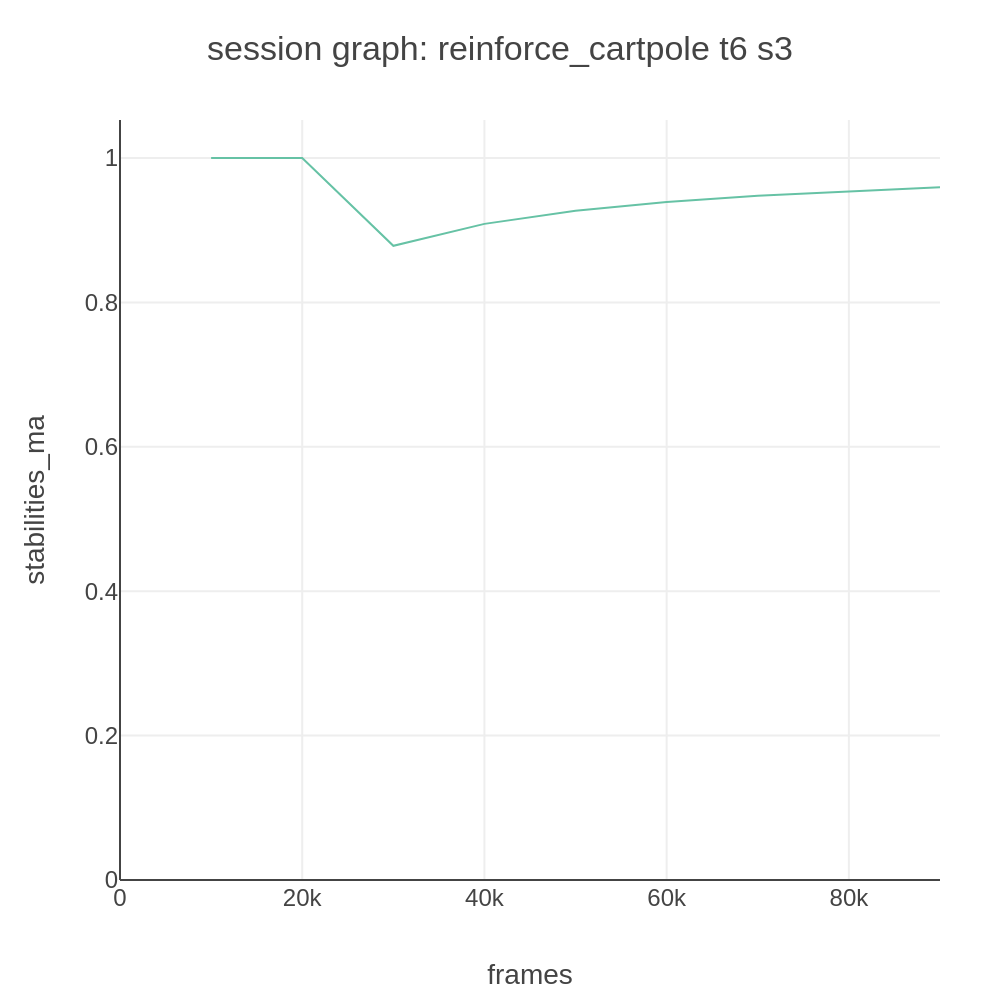 session graph: reinforce_cartpole t6 s3
1
0.8
0.6
0.4
0.2
0
stabilities_ma
0
20k
40k
60k
80k
frames